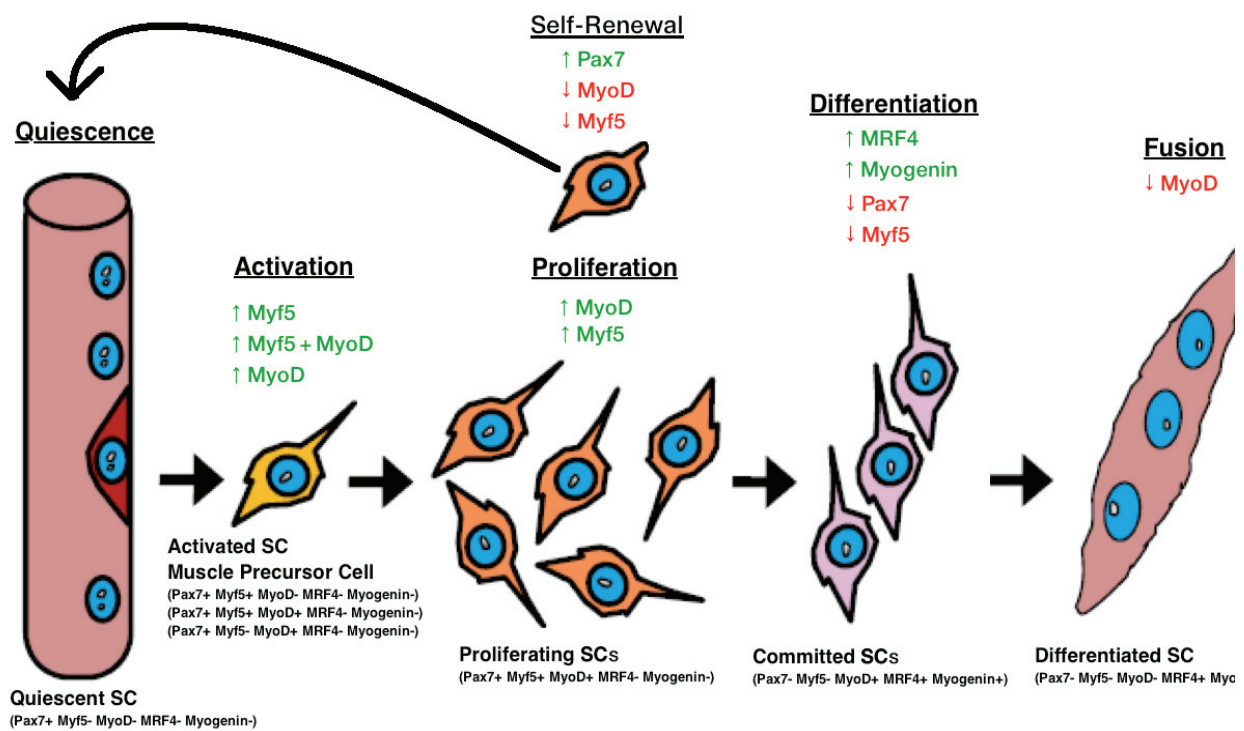 Self-Renewal
↑ Pax7
↓ MyoD
↓ Myf5
Quiescence
Differentiation
↑ MRF4
↑ Myogenin
↓ Pax7
↓ Myf5
Fusion
↓ MyoD
Activation
↑ Myf5
↑ Myf5 + MyoD
↑ MyoD
Proliferation
↑ MyoD
↑ Myf5
Activated SC
Muscle Precursor Cell
(Pax7+ Myf5+ MyoD- MRF4- Myogenin-)
(Pax7+ Myf5+ MyoD+ MRF4- Myogenin-)
(Pax7+ Myf5- MyoD+ MRF4- Myogenin-)
Proliferating SCs
(Pax7+ Myf5+ MyoD+ MRF4- Myogenin-)
Committed SCs
(Pax7- Myf5- MyoD+ MRF4+ Myogenin+)
Differentiated SC
(Pax7- Myf5- MyoD- MRF4+ Myo
Quiescent SC
(Pax7+ Myf5- MyoD- MRF4- Myogenin-)